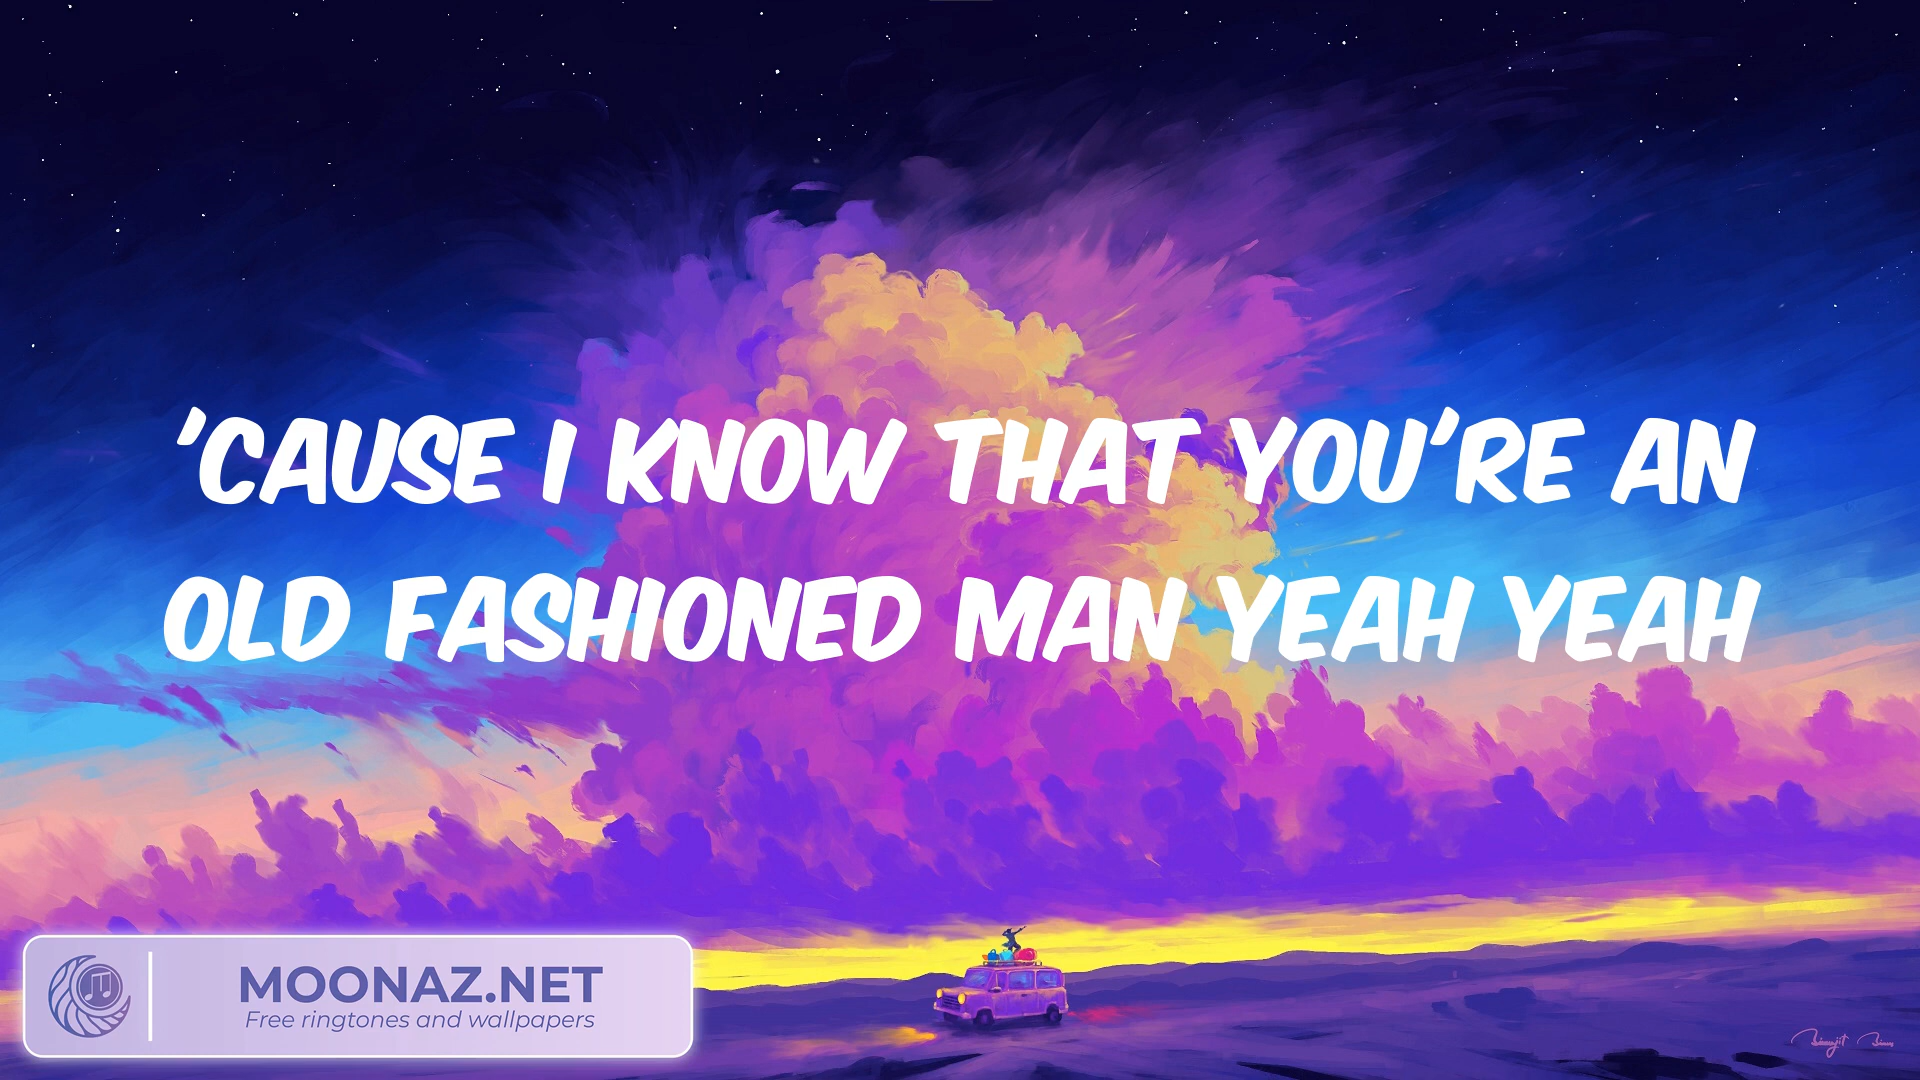 'CAUSE I KNOW THAT YOU'RE AN
OLD FASHIONED MAN YEAH YEAH
MOONAZ.NET
Free ringtones and wallpapers